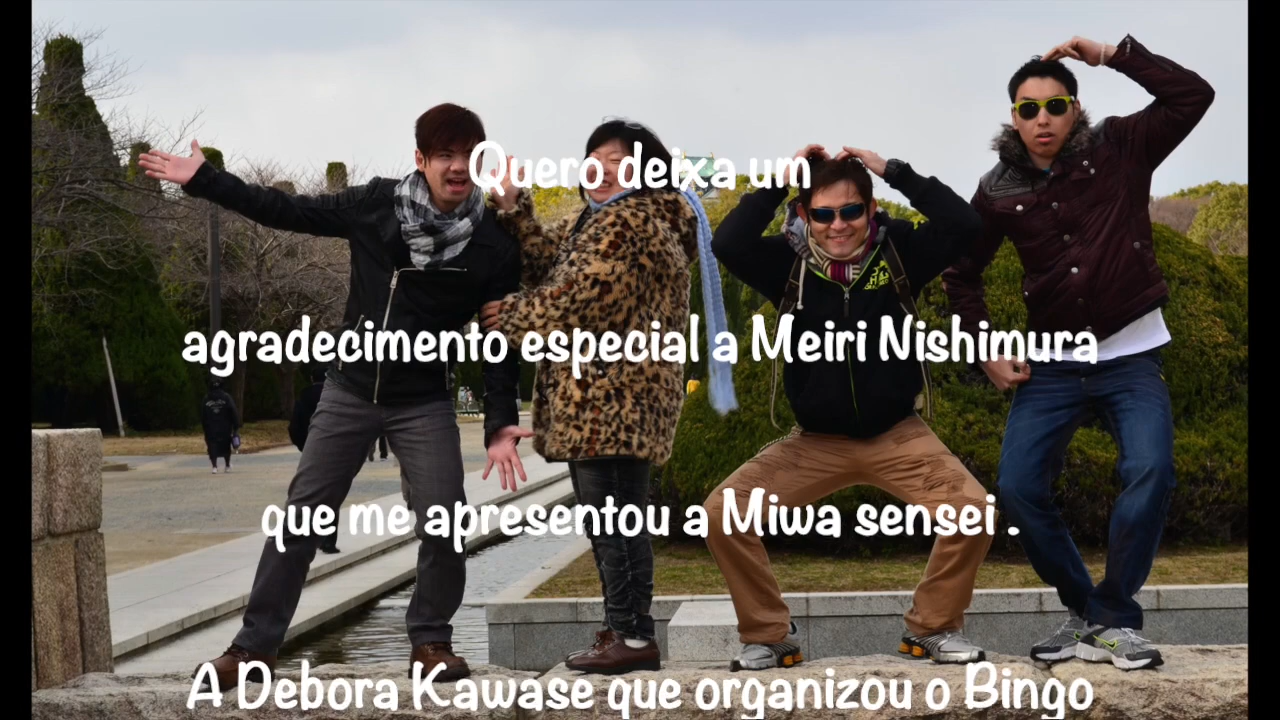 Quero deixa um
agradecimento especial a Meiri Nishimura
que me apresentou a Miwa sensei .
A Debora Kawase que organizou o Bingo